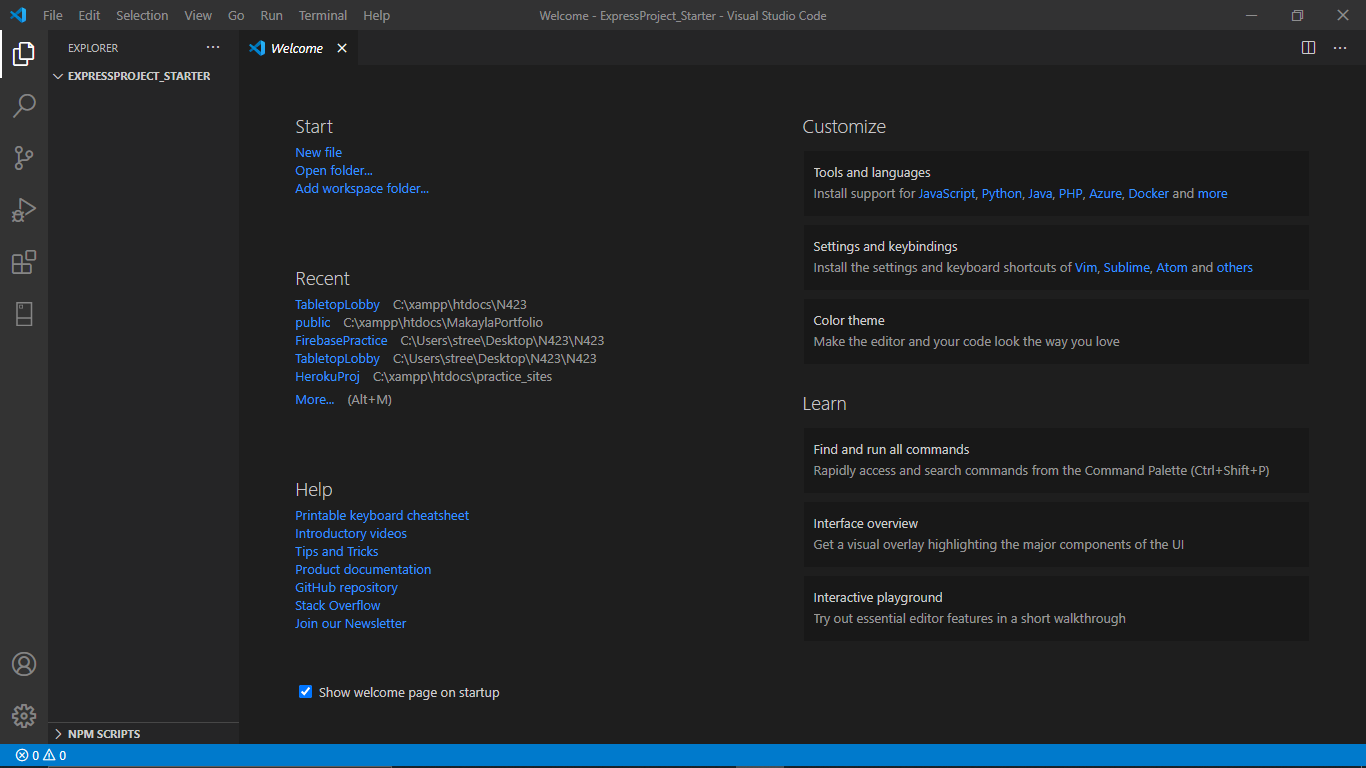 File Edit Selection View Go Run Terminal Help Welcome - ExpressProject_Starter - Visual Studio Code
EXPLORER
EXPRESSPROJECT_STARTER
NPM SCRIPTS
Welcome
Start
New file
Open folder...
Add workspace folder...
Recent
TabletopLobby C:\xampp\htdocs\N423
public C:\xampp\htdocs\MakaylaPortfolio
FirebasePractice C:\Users\stree\Desktop\N423\N423
TabletopLobby C:\Users\stree\Desktop\N423\N423
HerokuProj C:\xampp\htdocs\practice_sites
More... (Alt+M)
Help
Printable keyboard cheatsheet
Introductory videos
Tips and Tricks
Product documentation
GitHub repository
Stack Overflow
Join our Newsletter
Show welcome page on startup
Customize
Tools and languages
Install support for JavaScript, Python, Java, PHP, Azure, Docker and more
Settings and keybindings
Install the settings and keyboard shortcuts of Vim, Sublime, Atom and others
Color theme
Make the editor and your code look the way you love
Learn
Find and run all commands
Rapidly access and search commands from the Command Palette (Ctrl+Shift+P)
Interface overview
Get a visual overlay highlighting the major components of the UI
Interactive playground
Try out essential editor features in a short walkthrough
0 0